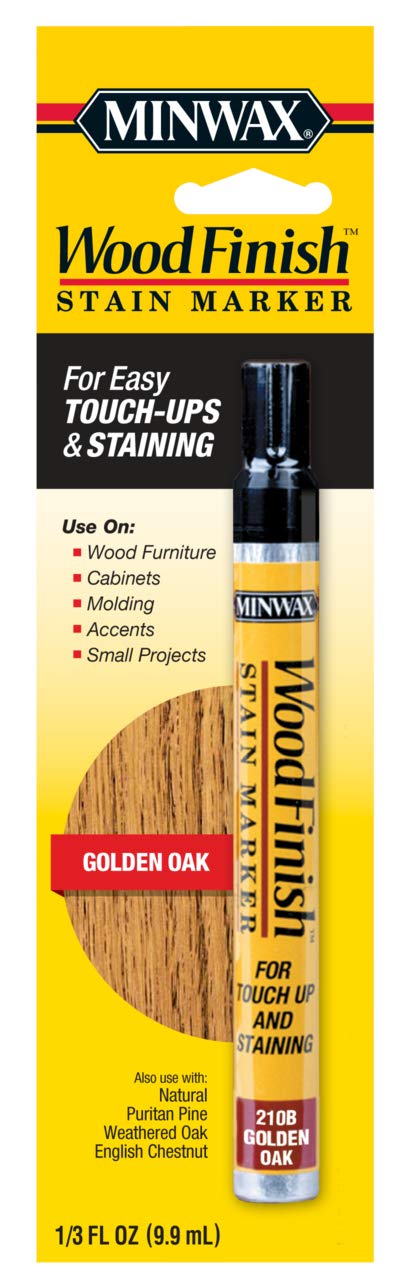 MINWAX®
Wood Finish™
STAIN MARKER
For Easy
TOUCH-UPS
& STAINING
Use On:
▪ Wood Furniture
▪ Cabinets
▪ Molding
▪ Accents
▪ Small Projects
GOLDEN OAK
Also use with:
Natural
Puritan Pine
Weathered Oak
English Chestnut
1/3 FL OZ (9.9 mL)
MINWAX
Wood Finish™
STAIN MARKER
FOR
TOUCH UP
AND
STAINING
210B
GOLDEN
OAK